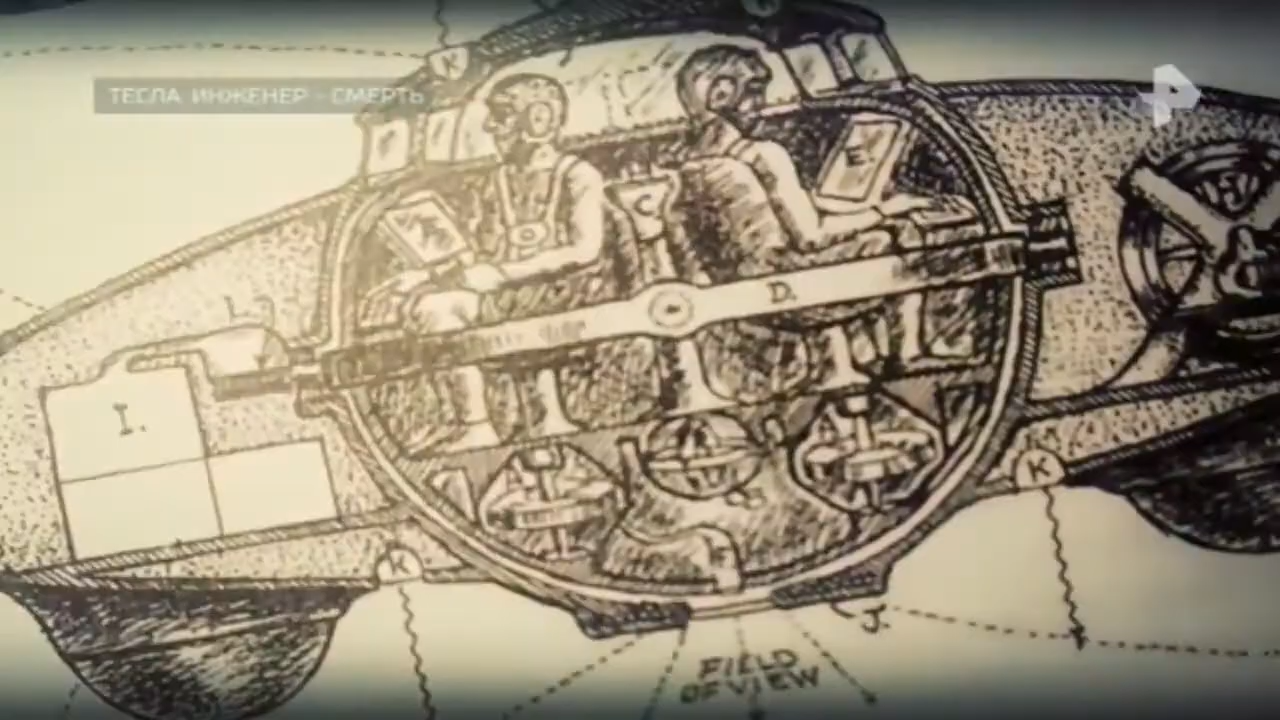 ТЕСЛА. ИНЖЕНЕР - СМЕРТЬ
K
K
E.
C
H
D.
I.
K
K
J.
FIELD
OF VIEW